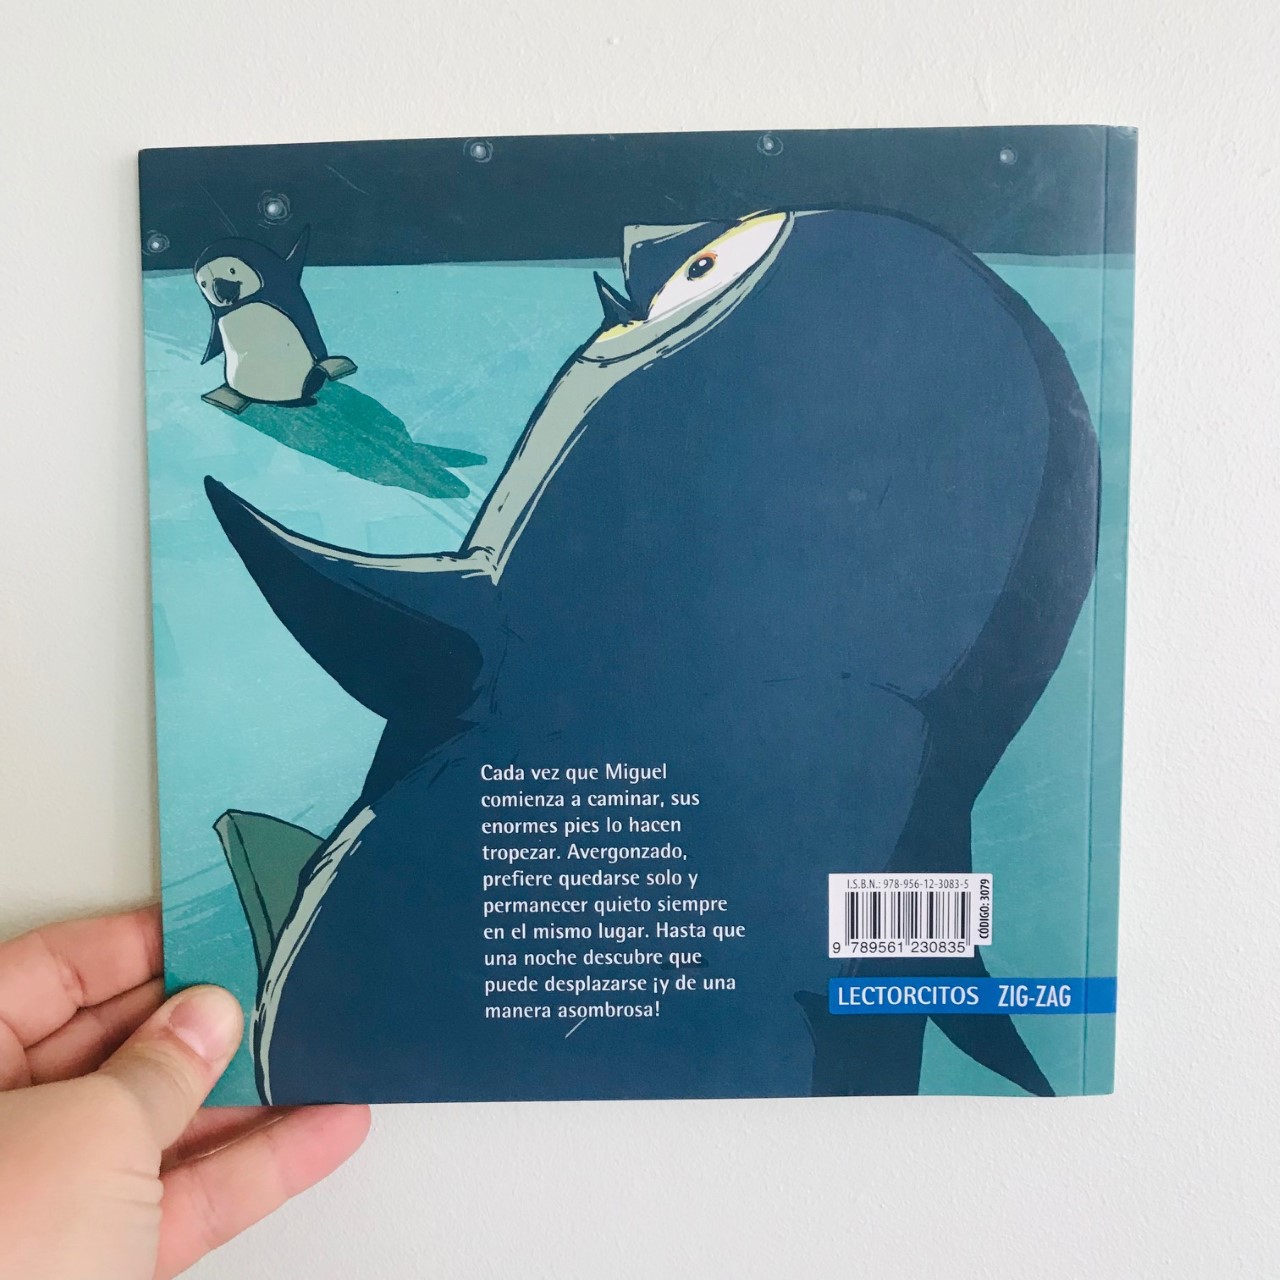 Cada vez que Miguel
comienza a caminar, sus
enormes pies lo hacen
tropezar. Avergonzado,
prefiere quedarse solo y
permanecer quieto siempre
en el mismo lugar. Hasta que
una noche descubre que
puede desplazarse ¡y de una
manera asombrosa!
I.S.B.N.: 978-956-12-3083-5
9 789561 230835
CÓDIGO: 3079
LECTORCITOS ZIG-ZAG